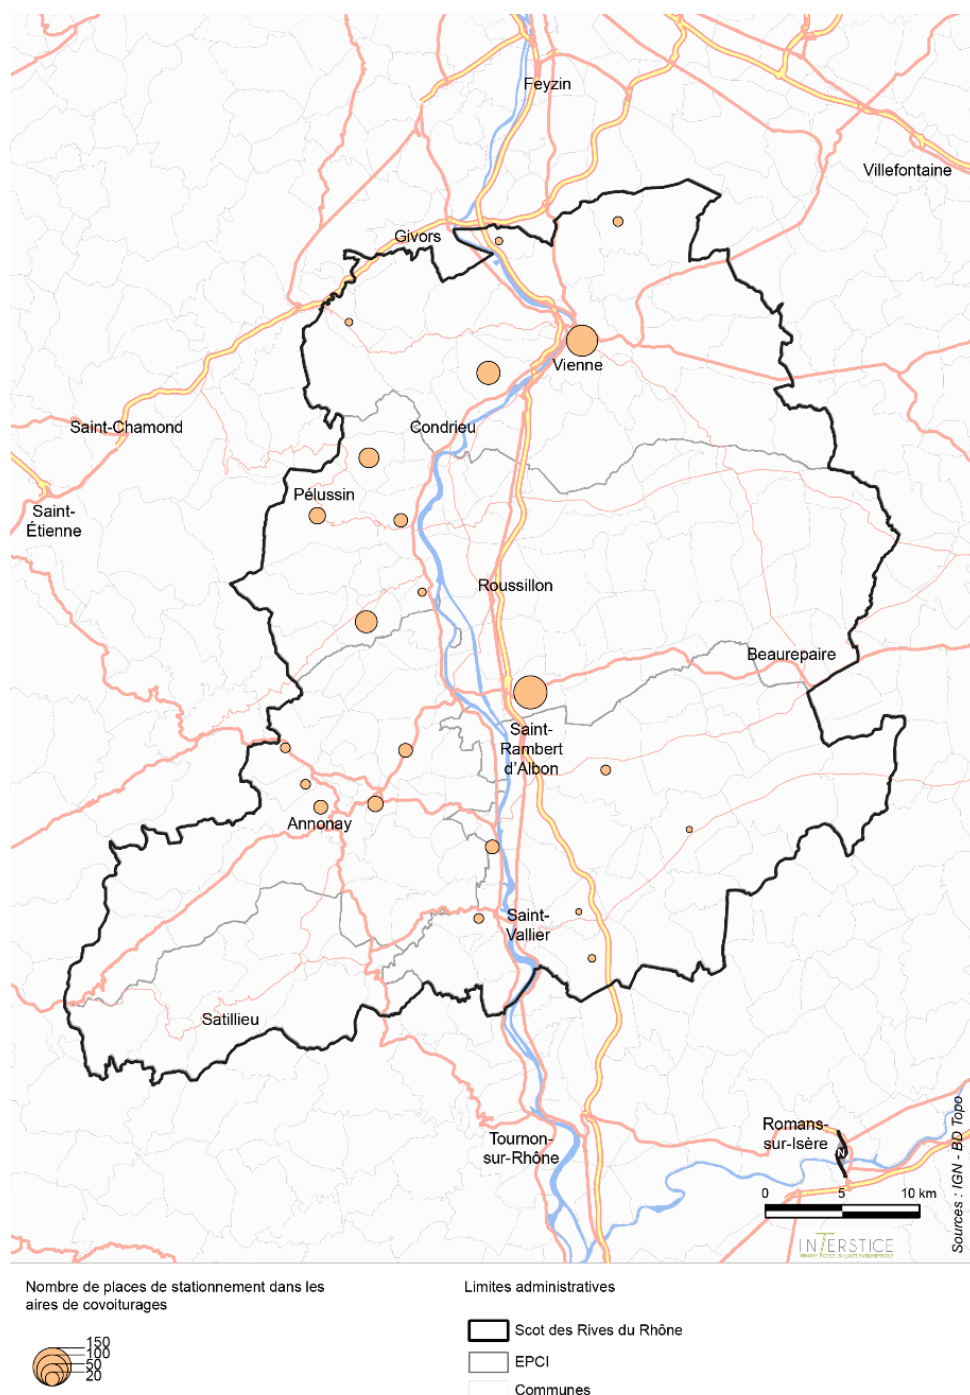 Feyzin
Villefontaine
Givors
Vienne
Saint-Chamond
Condrieu
Pélussin
Saint-
Étienne
Roussillon
Beaurepaire
Saint-
Rambert
d'Albon
Annonay
Saint-
Vallier
Satillieu
Tournon-
sur-Rhône
Romans-
sur-Isère
N
0 5 10 km
Sources : IGN - BD Topo
INTERSTICE
Nombre de places de stationnement dans les
aires de covoiturages
150
100
50
20
Limites administratives
Scot des Rives du Rhône
EPCI
Communes